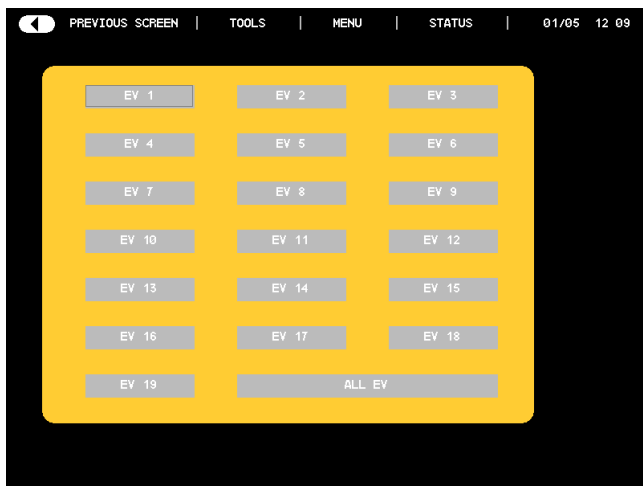 PREVIOUS SCREEN | TOOLS | MENU | STATUS | 01/05 12 09
EV 1 EV 2 EV 3
EV 4 EV 5 EV 6
EV 7 EV 8 EV 9
EV 10 EV 11 EV 12
EV 13 EV 14 EV 15
EV 16 EV 17 EV 18
EV 19 ALL EV